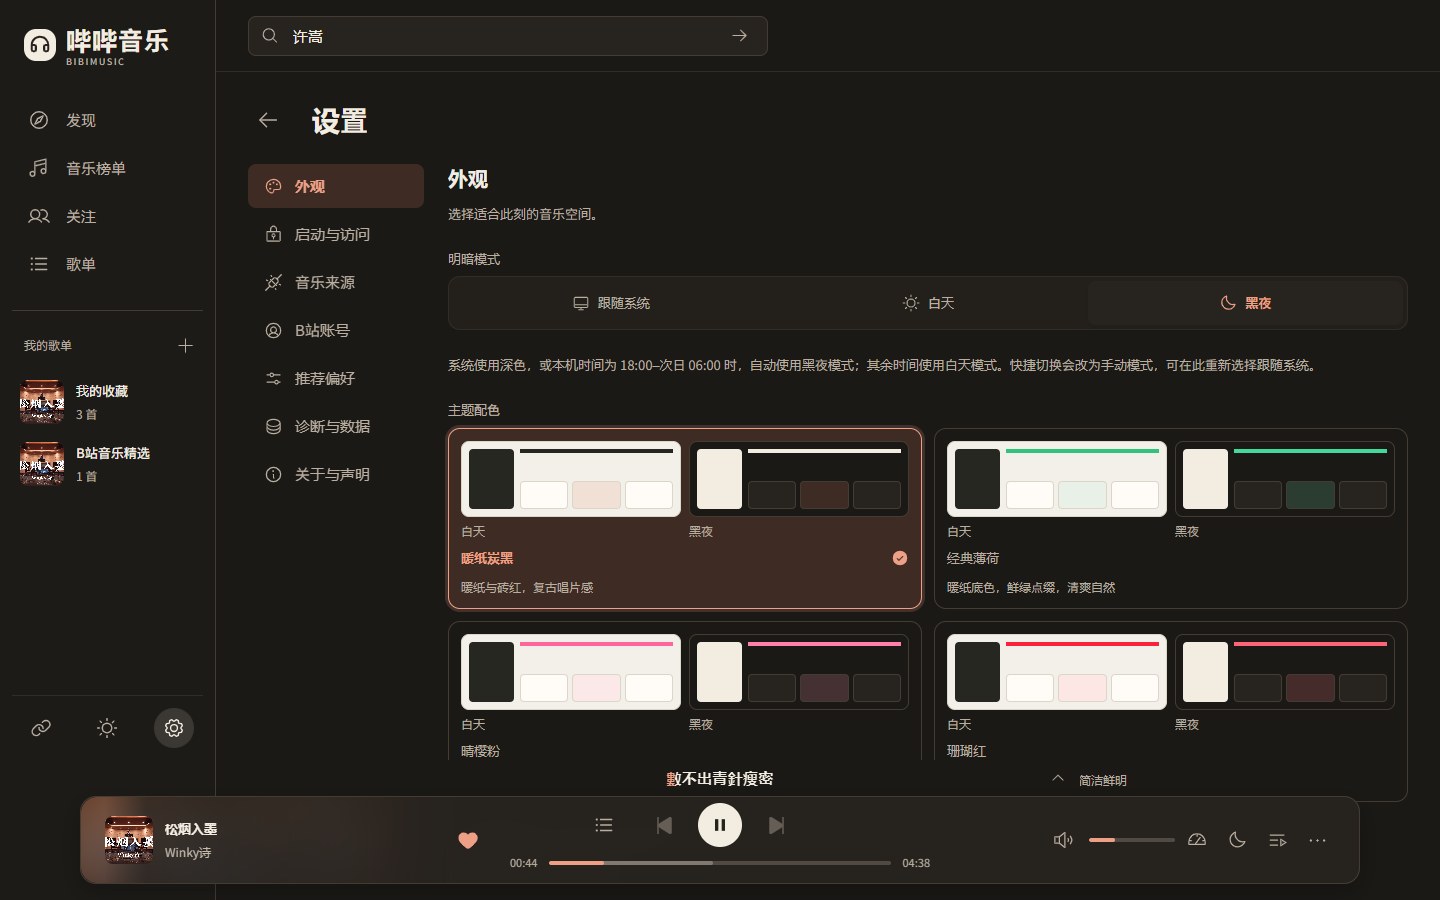 哔哔音乐
BIBIMUSIC
许嵩
发现
音乐榜单
关注
歌单
我的歌单
我的收藏
3 首
B站音乐精选
1 首
设置
外观
启动与访问
音乐来源
B站账号
推荐偏好
诊断与数据
关于与声明
外观
选择适合此刻的音乐空间。
明暗模式
跟随系统
白天
黑夜
系统使用深色，或本机时间为 18:00–次日 06:00 时，自动使用黑夜模式；其余时间使用白天模式。快捷切换会改为手动模式，可在此重新选择跟随系统。
主题配色
白天
黑夜
暖纸炭黑
暖纸与砖红，复古唱片感
白天
黑夜
经典薄荷
暖纸底色，鲜绿点缀，清爽自然
白天
黑夜
晴樱粉
白天
黑夜
珊瑚红
简洁鲜明
數不出青針瘦密
松烟入墨
Winky诗
00:44
04:38